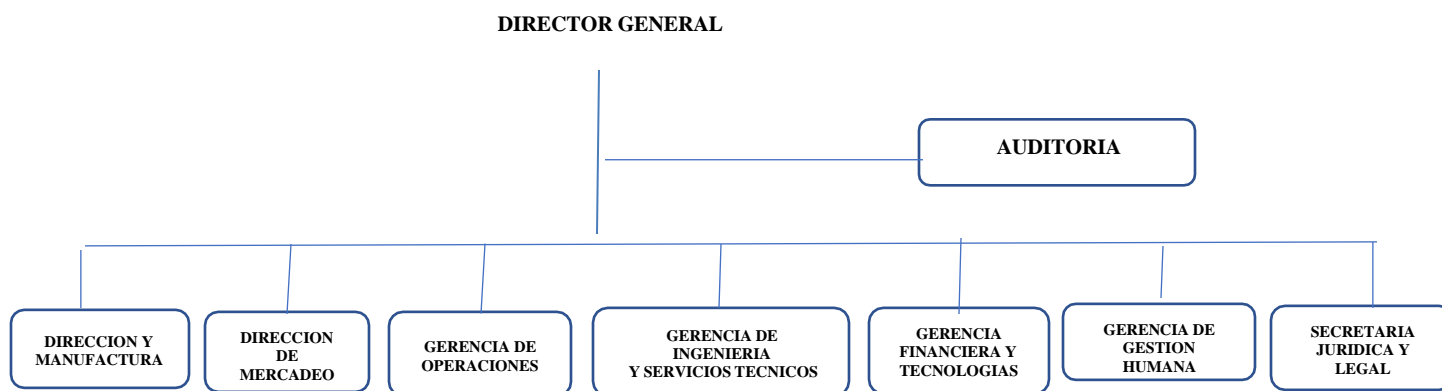 DIRECTOR GENERAL
AUDITORIA
DIRECCION Y
MANUFACTURA
DIRECCION
DE
MERCADEO
GERENCIA DE
OPERACIONES
GERENCIA DE
INGENIERIA
Y SERVICIOS TECNICOS
GERENCIA
FINANCIERA Y
TECNOLOGIAS
GERENCIA DE
GESTION
HUMANA
SECRETARIA
JURIDICA Y
LEGAL